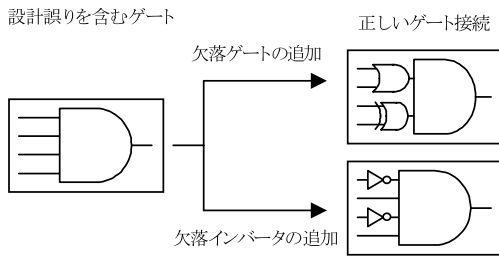 設計誤りを含むゲート
正しいゲート接続
欠落ゲートの追加
欠落インバータの追加